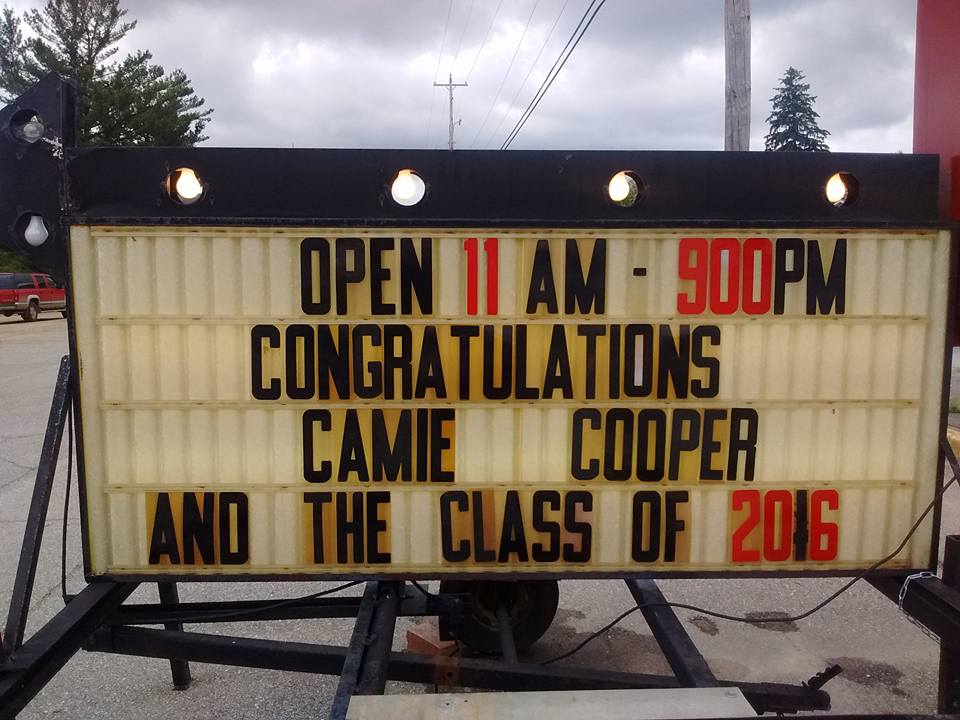 OPEN 11 AM - 900PM
CONGRATULATIONS
CAMIE COOPER
AND THE CLASS OF 2016